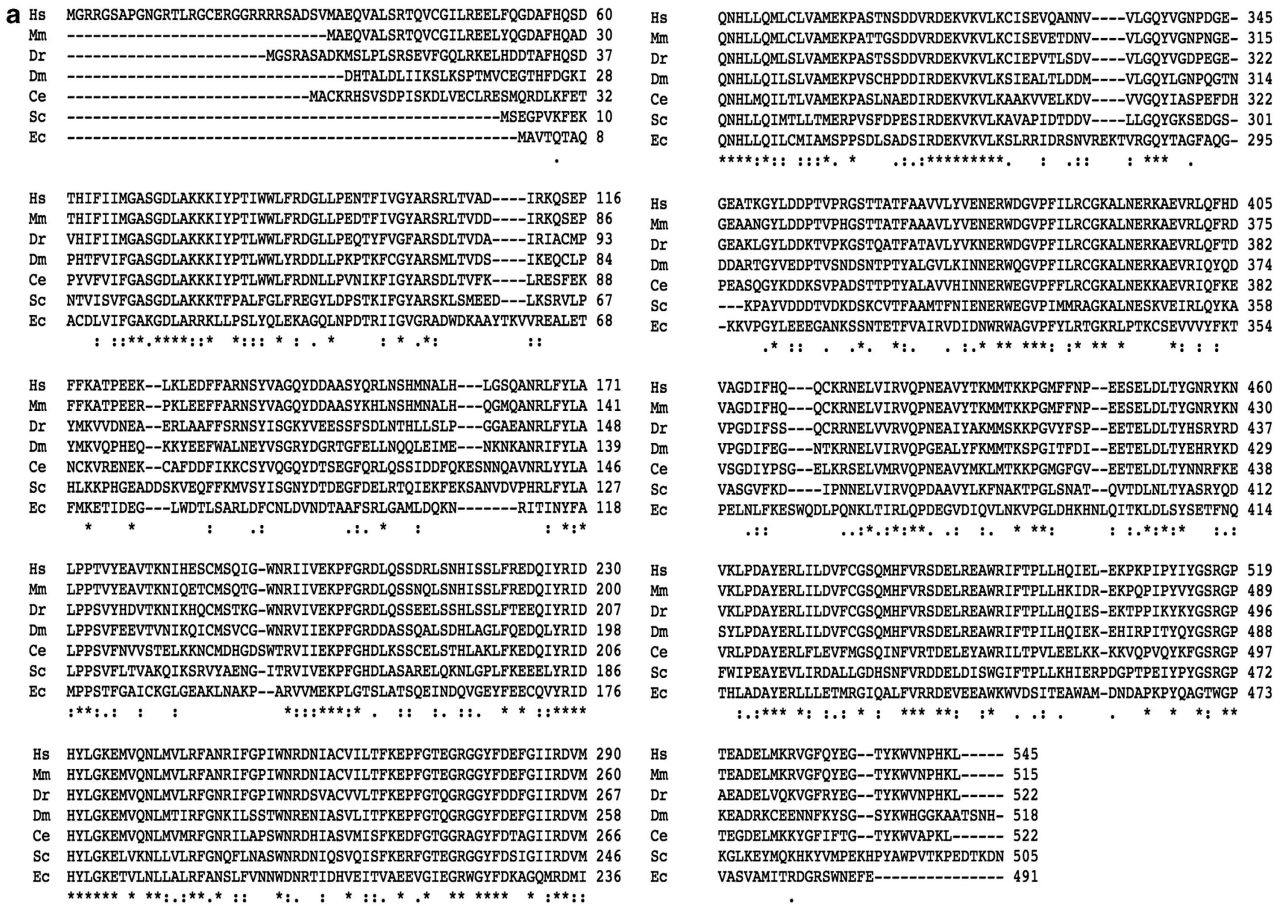 a
Hs MGRRGSAPGNGRTLRGCERGGRRRRSADSVMAEQVALSRTQVCGILREELFQGDAFHQSD 60
Mm ------------------------------MAEQVALSRTQVCGILREELYQGDAFHQAD 30
Dr -----------------------MGSRASADKMSLPLSRSEVFGQLRKELHDDTAFHQSD 37
Dm --------------------------------DHTALDLIIKSLKSPTMVCEGTHFDGKI 28
Ce ----------------------------MACKRHSVSDPISKDLVECLRESMQRDLKFET 32
Sc --------------------------------------------------MSEGPVKFEK 10
Ec ----------------------------------------------------MAVTQTAQ 8
.
Hs THIFIIMGASGDLAKKKIYPTIWWLFRDGLLPENTFIVGYARSRLTVAD----IRKQSEP 116
Mm THIFIIMGASGDLAKKKIYPTIWWLFRDGLLPEDTFIVGYARSRLTVDD----IRKQSEP 86
Dr VHIFIIMGASGDLAKKKIYPTLWWLFRDGLLPEQTYFVGFARSDLTVDA----IRIACMP 93
Dm PHTFVIFGASGDLAKKKIYPTLWWLYRDDLLPKPTKFCGYARSMLTVDS----IKEQCLP 84
Ce PYVFVIFGASGDLAKKKIYPTLWWLFRDNLLPVNIKFIGYARSDLTVFK----LRESFEK 88
Sc NTVISVFGASGDLAKKKTFPALFGLFREGYLDPSTKIFGYARSKLSMEED---LKSRVLP 67
Ec ACDLVIFGAKGDLARRKLLPSLYQLEKAGQLNPDTRIIGVGRADWDKAAYTKVVREALET 68
: ::**.****::* *::: * : . * : * .*: ::
Hs FFKATPEEK--LKLEDFFARNSYVAGQYDDAASYQRLNSHMNALH---LGSQANRLFYLA 171
Mm FFKATPEER--PKLEEFFARNSYVAGQYDDAASYKHLNSHMNALH---QGMQANRLFYLA 141
Dr YMKVVDNEA--ERLAAFFSRNSYISGKYVEESSFSDLNTHLLSLP---GGAEANRLFYLA 148
Dm YMKVQPHEQ--KKYEEFWALNEYVSGRYDGRTGFELLNQQLEIME---NKNKANRIFYLA 139
Ce NCKVRENEK--CAFDDFIKKCSYVQGQYDTSEGFQRLQSSIDDFQKESNNQAVNRLYYLA 146
Sc HLKKPHGEADDSKVEQFFKMVSYISGNYDTDEGFDELRTQIEKFEKSANVDVPHRLFYLA 127
Ec FMKETIDEG--LWDTLSARLDFCNLDVNDTAAFSRLGAMLDQKN-------RITINYFA 118
* * : .: .:. * : :*:*
Hs LPPTVYEAVTKNIHESCMSQIG-WNRIIVEKPFGRDLQSSDRLSNHISSLFREDQIYRID 230
Mm LPPTVYEAVTKNIQETCMSQTG-WNRIIVEKPFGRDLQSSNQLSNHISSLFREDQIYRID 200
Dr LPPSVYHDVTKNIKHQCMSTKG-WNRVIVEKPFGRDLQSSEELSSHLSSLFTEEQIYRID 207
Dm LPPSVFEEVTVNIKQICMSVCG-WNRVIIEKPFGRDDASSQALSDHLAGLFQEDQLYRID 198
Ce LPPSVFNVVSTELKKNCMDHGDSWTRVIIEKPFGHDLKSSCELSTHLAKLFKEDQIYRID 206
Sc LPPSVFLTVAKQIKSRVYAENG-ITRVIVEKPFGHDLASARELQKNLGPLFKEEELYRID 186
Ec MPPSTFGAICKGLGEAKLNAKP--ARVVMEKPLGTSLATSQEINDQVGEYFEECQVYRID 176
:**:.: : : *::***:* . :: :. :. * * ::****
Hs HYLGKEMVQNLMVLRFANRIFGPIWNRDNIACVILTFKEPFGTEGRGGYFDEFGIIRDVM 290
Mm HYLGKEMVQNLMVLRFANRIFGPIWNRDNIACVILTFKEPFGTEGRGGYFDEFGIIRDVM 260
Dr HYLGKEMVQNLMVLRFGNRIFGPIWNRDSVACVVLTFKEPFGTQGRGGYFDDFGIIRDVM 267
Dm HYLGKEMVQNLMTIRFGNKILSSTWNRENIASVLITFKEPFGTQGRGGYFDEFGIIRDVM 258
Ce HYLGKEMVQNLMVMRFGNRILAPSWNRDHIASVMISFKEDFGTGGRAGYFDTAGIIRDVM 266
Sc HYLGKELVKNLLVLRFGNQFLNASWNRDNIQSVQISFKERFGTEGRGGYFDSIGIIRDVM 246
Ec HYLGKETVLNLLALRFANSLFVNNWDNRTIDHVEITVAEEVGIEGRWGYFDKAGQMRDMI 236
****** * **:.:**.* :: *:. : * ::. * .* ** **** * :**::
Hs QNHLLQMLCLVAMEKPASTNSDDVRDEKVKVLKCISEVQANNV----VLGQYVGNPDGE- 345
Mm QNHLLQMLCLVAMEKPATTGSDDVRDEKVKVLKCISEVETDNV----VLGQYVGNPNGE- 315
Dr QNHLLQMLSLVAMEKPASTSSDDVRDEKVKVLKCIEPVTLSDV----VLGQYVGDPEGE- 322
Dm QNHLLQILSLVAMEKPVSCHPDDIRDEKVKVLKSIEALTLDDM----VLGQYLGNPQGTN 314
Ce QNHLMQILTLVAMEKPASLNAEDIRDEKVKVLKAAKVVELKDV----VVGQYIASPEFDH 322
Sc QNHLLQIMTLLTMERPVSFDPESIRDEKVKVLKAVAPIDTDDV----LLGQYGKSEDGS- 301
Ec QNHLLQILCMIAMSPPSDLSADSIRDEKVKVLKSLRRIDRSNVREKTVRGQYTAGFAQG- 295
****:*:: :::*. * .:.:**********. : .:: : *** .
Hs GEATKGYLDDPTVPRGSTTATFAAVVLYVENERWDGVPFILRCGKALNERKAEVRLQFHD 405
Mm GEAANGYLDDPTVPHGSTTATFAAAVLYVENERWDGVPFILRCGKALNERKAEVRLQFRD 375
Dr GEAKLGYLDDKTVPKGSTQATFATAVLYVKNERWDGVPFILRCGKALNERKAEVRLQFTD 382
Dm DDARTGYVEDPTVSNDSNTPTYALGVLKINNERWQGVPFILRCGKALNERKAEVRIQYQD 374
Ce PEASQGYKDDKSVPADSTTPTYALAVVHINNERWEGVPFFLRCGKALNEKKAEVRIQFKE 382
Sc ---KPAYVDDDTVDKDSKCVTFAAMTFNIENERWEGVPIMMRAGKALNESKVEIRLQYKA 358
Ec -KKVPGYLEEEGANKSSNTETFVAIRVDIDNWRWAGVPFYLRTGKRLPTKCSEVVVYFKT 354
.* :: . .*. *:. . :.* ** ***: :* ** * *: : :
Hs VAGDIFHQ---QCKRNELVIRVQPNEAVYTKMMTKKPGMFFNP--EESELDLTYGNRYKN 460
Mm VAGDIFHQ---QCKRNELVIRVQPNEAVYTKMMTKKPGMFFNP--EESELDLTYGNRYKN 430
Dr VPGDIFSS---QCRRNELVVRVQPNEAIYAKMMSKKPGVYFSP--EETELDLTYHSRYRD 437
Dm VPGDIFEG---NTKRNELVIRVQPGEALYFKMMTKSPGITFDI--EETELDLTYEHRYKD 429
Ce VSGDIYPSG--ELKRSELVMRVQPNEAVYMKLMTKKPGMGFGV--EETELDLTYNNRFKE 438
Sc VASGVFKD----IPNNELVIRVQPDAAVYLKFNAKTPGLSNAT--QVTDLNLTYASRYQD 412
Ec PELNLFKESWQDLPQNKLTIRLQPDEGVDIQVLNKVPGLDHKHNLQITKLDLSYSETFNQ 414
.:: ..:*:*:**.. .: :. * **: : :.*:*:* :.:
Hs VKLPDAYERLILDVFCGSQMHFVRSDELREAWRIFTPLLHQIEL-EKPKPIPYIYGSRGP 519
Mm VKLPDAYERLILDVFCGSQMHFVRSDELREAWRIFTPLLHKIDR-EKPQPIPYVYGSRGP 489
Dr VKLPDAYERLILDVFCGSQMHFVRSDELREAWRIFTPLLHQIES-EKTPPIKYKYGSRGP 496
Dm SYLPDAYERLILDVFCGSQMHFVRSDELREAWRIFTPILHQIEK-EHIRPITYQYGSRGP 488
Ce VRLPDAYERLFLEVFMGSQINFVRTDELEYAWRILTPVLEELKK-KKVQPVQYKFGSRGP 497
Sc FWIPEAYEVLIRDALLGDHSNFVRDDELDISWGIFTPLLKHIERPDGPTPEIYPYGSRGP 472
Ec THLADAYERLLLETMRGIQALFVRRDEVEEAWKWVDSITEAWAM-DNDAPKPYQAGTWGP 473
:.:*** *: :.: * : *** **: :* . .: . . * * *: **
Hs TEADELMKRVGFQYEG--TYKWVNPHKL----- 545
Mm TEADELMKRVGFQYEG--TYKWVNPHKL----- 515
Dr AEADELVQKVGFRYEG--TYKWVNPHKL----- 522
Dm KEADRKCEENNFKYSG--SYKWHGGKAATSNH- 518
Ce TEGDELMKKYGFIFTG--TYKWVAPKL------ 522
Sc KGLKEYMQKHKYVMPEKHPYAWPVTKPEDTKDN 505
Ec VASVAMITRDGRSWNEFE--------------- 491
.